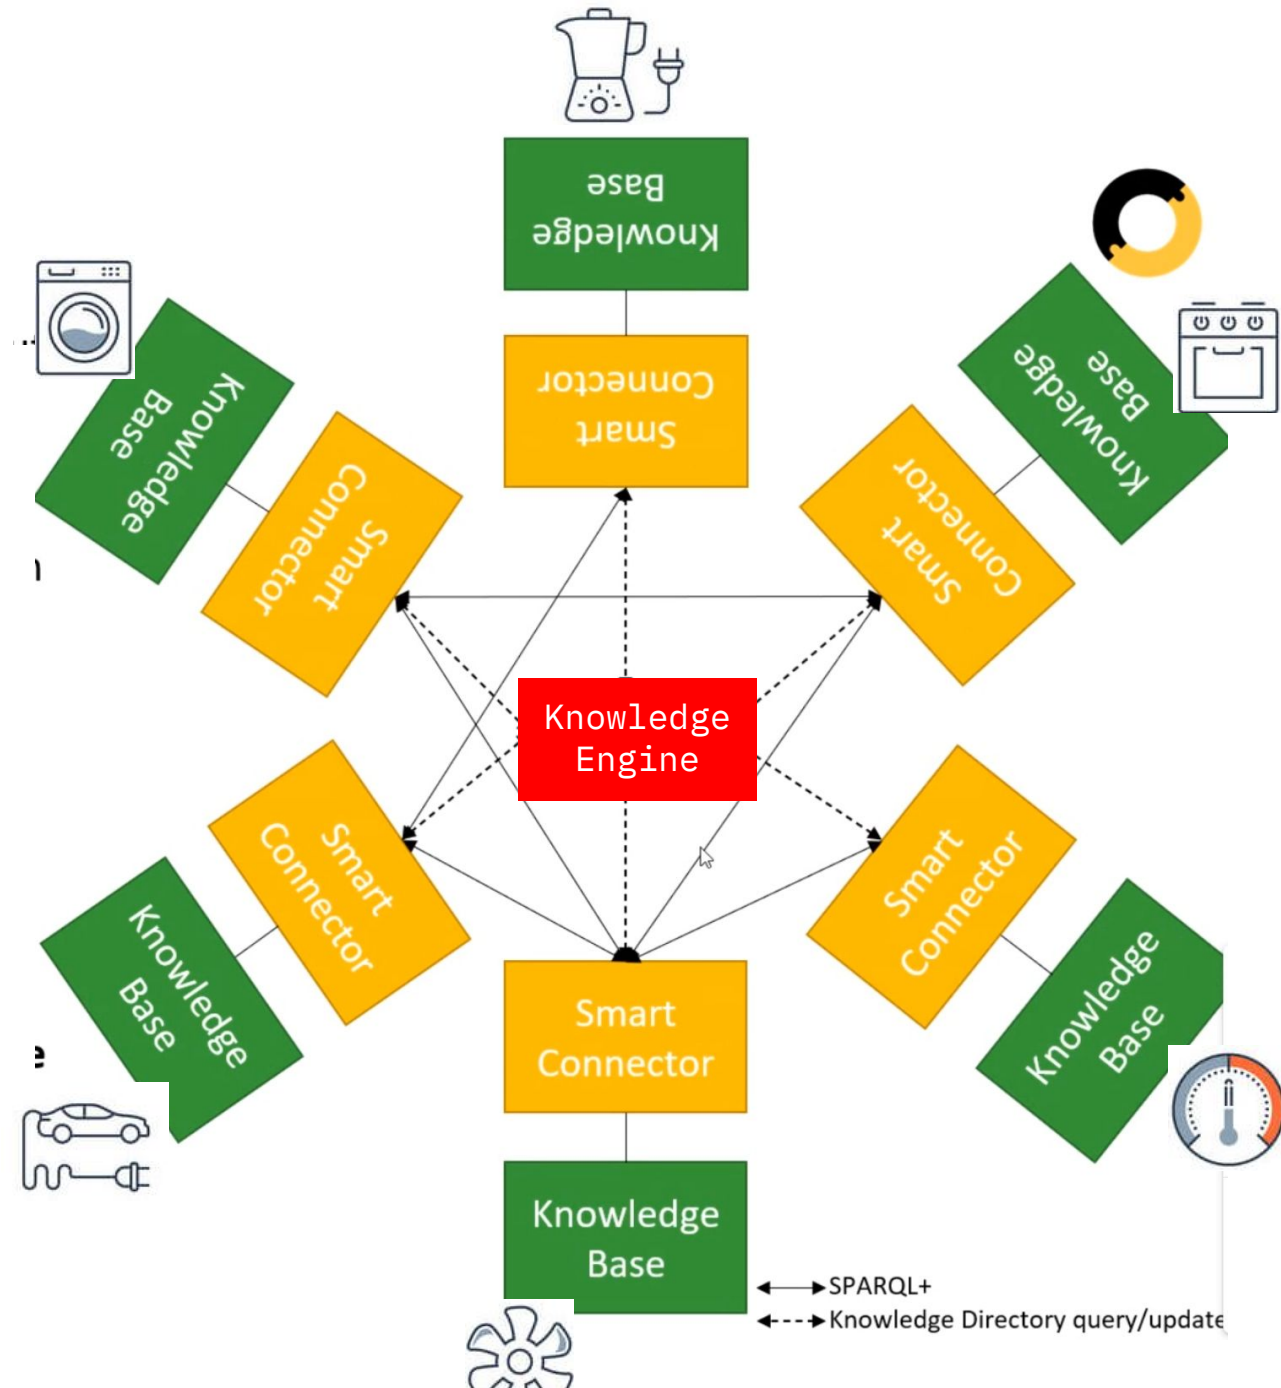 Knowledge
Base
Smart
Connector
Knowledge
Base
Smart
Connector
Knowledge
Base
Smart
Connector
Knowledge
Engine
Smart
Connector
Knowledge
Base
Smart
Connector
Knowledge
Base
Smart
Connector
Knowledge
Base
SPARQL+
Knowledge Directory query/update